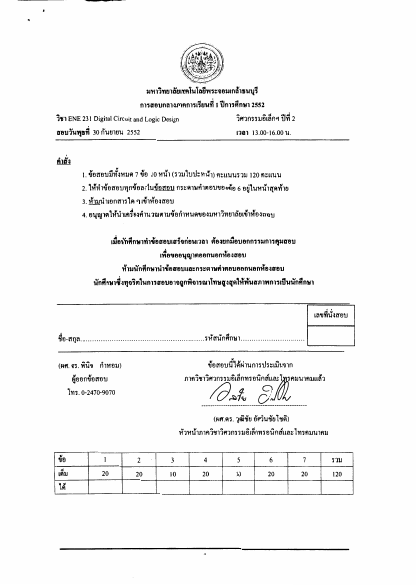 มหาวิทยาลัยเทคโนโลยีพระจอมเกล้าธนบุรี
การสอบกลางภาคการเรียนที่ 1 ปีการศึกษา 2552
วิชา ENE 231 Digital Circuit and Logic Design วิศวกรรมอิเล็กฯ ปีที่ 2
สอบวันพุธที่ 30 กันยายน 2552 เวลา 13.00-16.00 น.
คำสั่ง
1. ข้อสอบมีทั้งหมด 7 ข้อ 10 หน้า (รวมใบปะหน้า) คะแนนรวม 120 คะแนน
2. ให้ทำข้อสอบทุกข้อลงในข้อสอบ กระดาษคำตอบของข้อ 6 อยู่ในหน้าสุดท้าย
3. ห้ามนำเอกสารใด ๆ เข้าห้องสอบ
4. อนุญาตให้นำเครื่องคำนวณตามข้อกำหนดของมหาวิทยาลัยเข้าห้องสอบ
เมื่อนักศึกษาทำข้อสอบเสร็จก่อนเวลา ต้องยกมือบอกกรรมการคุมสอบ
เพื่อขออนุญาตออกนอกห้องสอบ
ห้ามนักศึกษานำข้อสอบและกระดาษคำตอบออกนอกห้องสอบ
นักศึกษาซึ่งทุจริตในการสอบอาจถูกพิจารณาโทษสูงสุดให้พ้นสภาพการเป็นนักศึกษา
เลขที่นั่งสอบ
ชื่อ-สกุล............................................รหัสนักศึกษา..............................
(ผศ. จร. พินิจ กำหอม) ข้อสอบนี้ได้ผ่านการประเมินจาก
ผู้ออกข้อสอบ ภาควิชาวิศวกรรมอิเล็กทรอนิกส์และโทรคมนาคมแล้ว
โทร. 0-2470-9070
(ผศ.ดร. วุฒิชัย อัศวินชัยโชติ)
หัวหน้าภาควิชาวิศวกรรมอิเล็กทรอนิกส์และโทรคมนาคม
ข้อ 1 2 3 4 5 6 7 รวม
เต็ม 20 20 10 20 10 20 20 120
ได้